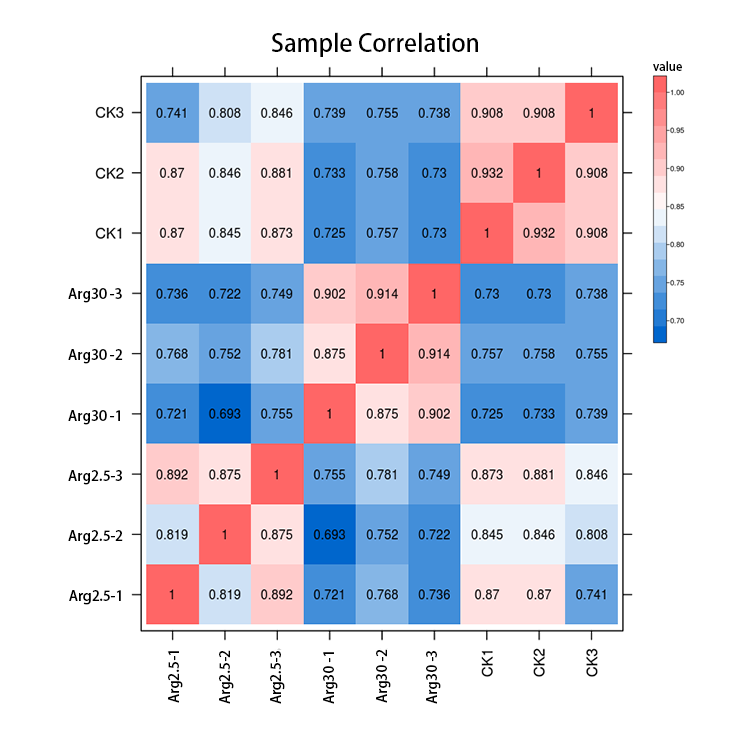 Sample Correlation
value
CK3 0.741 0.808 0.846 0.739 0.755 0.738 0.908 0.908 1
CK2 0.87 0.846 0.881 0.733 0.758 0.73 0.932 1 0.908
CK1 0.87 0.845 0.873 0.725 0.757 0.73 1 0.932 0.908
Arg30-3 0.736 0.722 0.749 0.902 0.914 1 0.73 0.73 0.738
Arg30-2 0.768 0.752 0.781 0.875 1 0.914 0.757 0.758 0.755
Arg30-1 0.721 0.693 0.755 1 0.875 0.902 0.725 0.733 0.739
Arg2.5-3 0.892 0.875 1 0.755 0.781 0.749 0.873 0.881 0.846
Arg2.5-2 0.819 1 0.875 0.693 0.752 0.722 0.845 0.846 0.808
Arg2.5-1 1 0.819 0.892 0.721 0.768 0.736 0.87 0.87 0.741
Arg2.5-1 Arg2.5-2 Arg2.5-3 Arg30-1 Arg30-2 Arg30-3 CK1 CK2 CK3
1.00
0.95
0.90
0.85
0.80
0.75
0.70